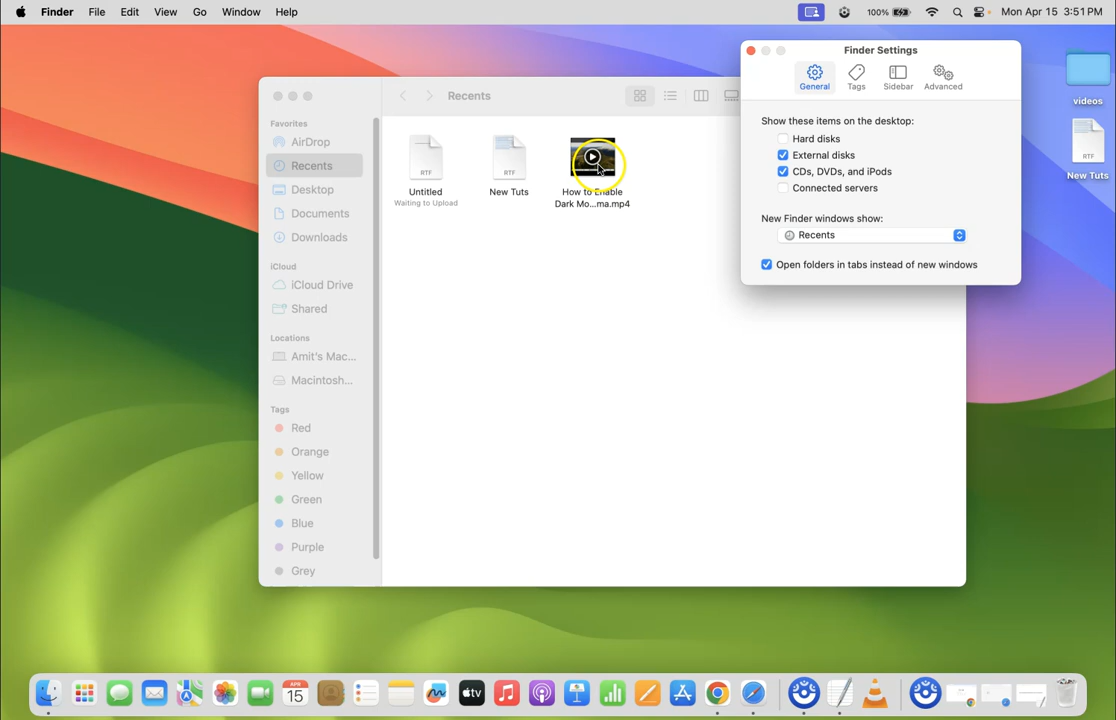 Finder File Edit View Go Window Help 100% Mon Apr 15 3:51 PM
Finder Settings
General Tags Sidebar Advanced
Show these items on the desktop:
Hard disks
External disks
CDs, DVDs, and iPods
Connected servers
New Finder windows show:
Recents
Open folders in tabs instead of new windows
Recents
Favorites
AirDrop
Recents
Desktop
Documents
Downloads
iCloud
iCloud Drive
Shared
Locations
Amit's Mac...
Macintosh...
Tags
Red
Orange
Yellow
Green
Blue
Purple
Grey
RTF
Untitled
Waiting to Upload
RTF
New Tuts
How to Enable
Dark Mo...ma.mp4
videos
RTF
New Tuts
APR
15
tv